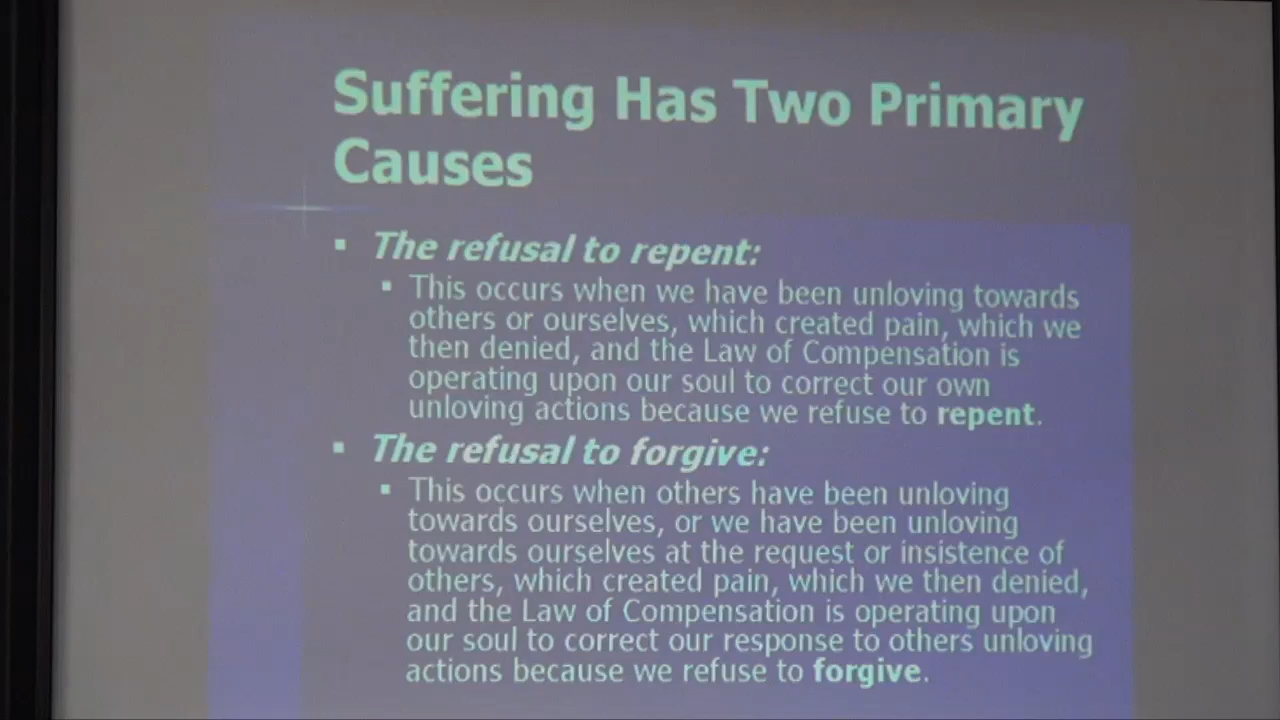 Suffering Has Two Primary
Causes
▪ The refusal to repent:
▪ This occurs when we have been unloving towards
others or ourselves, which created pain, which we
then denied, and the Law of Compensation is
operating upon our soul to correct our own
unloving actions because we refuse to repent.
▪ The refusal to forgive:
▪ This occurs when others have been unloving
towards ourselves, or we have been unloving
towards ourselves at the request or insistence of
others, which created pain, which we then denied,
and the Law of Compensation is operating upon
our soul to correct our response to others unloving
actions because we refuse to forgive.